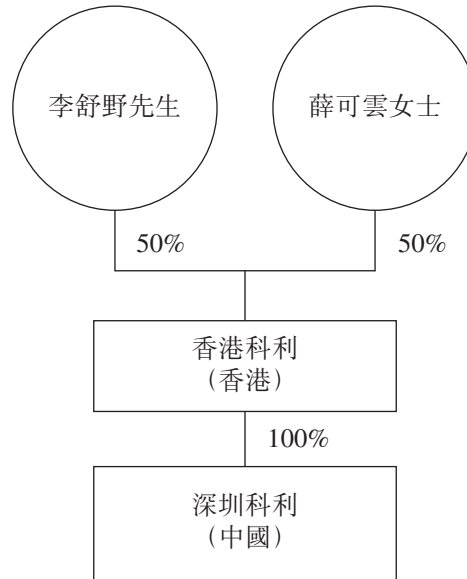 李舒野先生
薛可雲女士
50%
50%
香港科利
（香港）
100%
深圳科利
（中國）